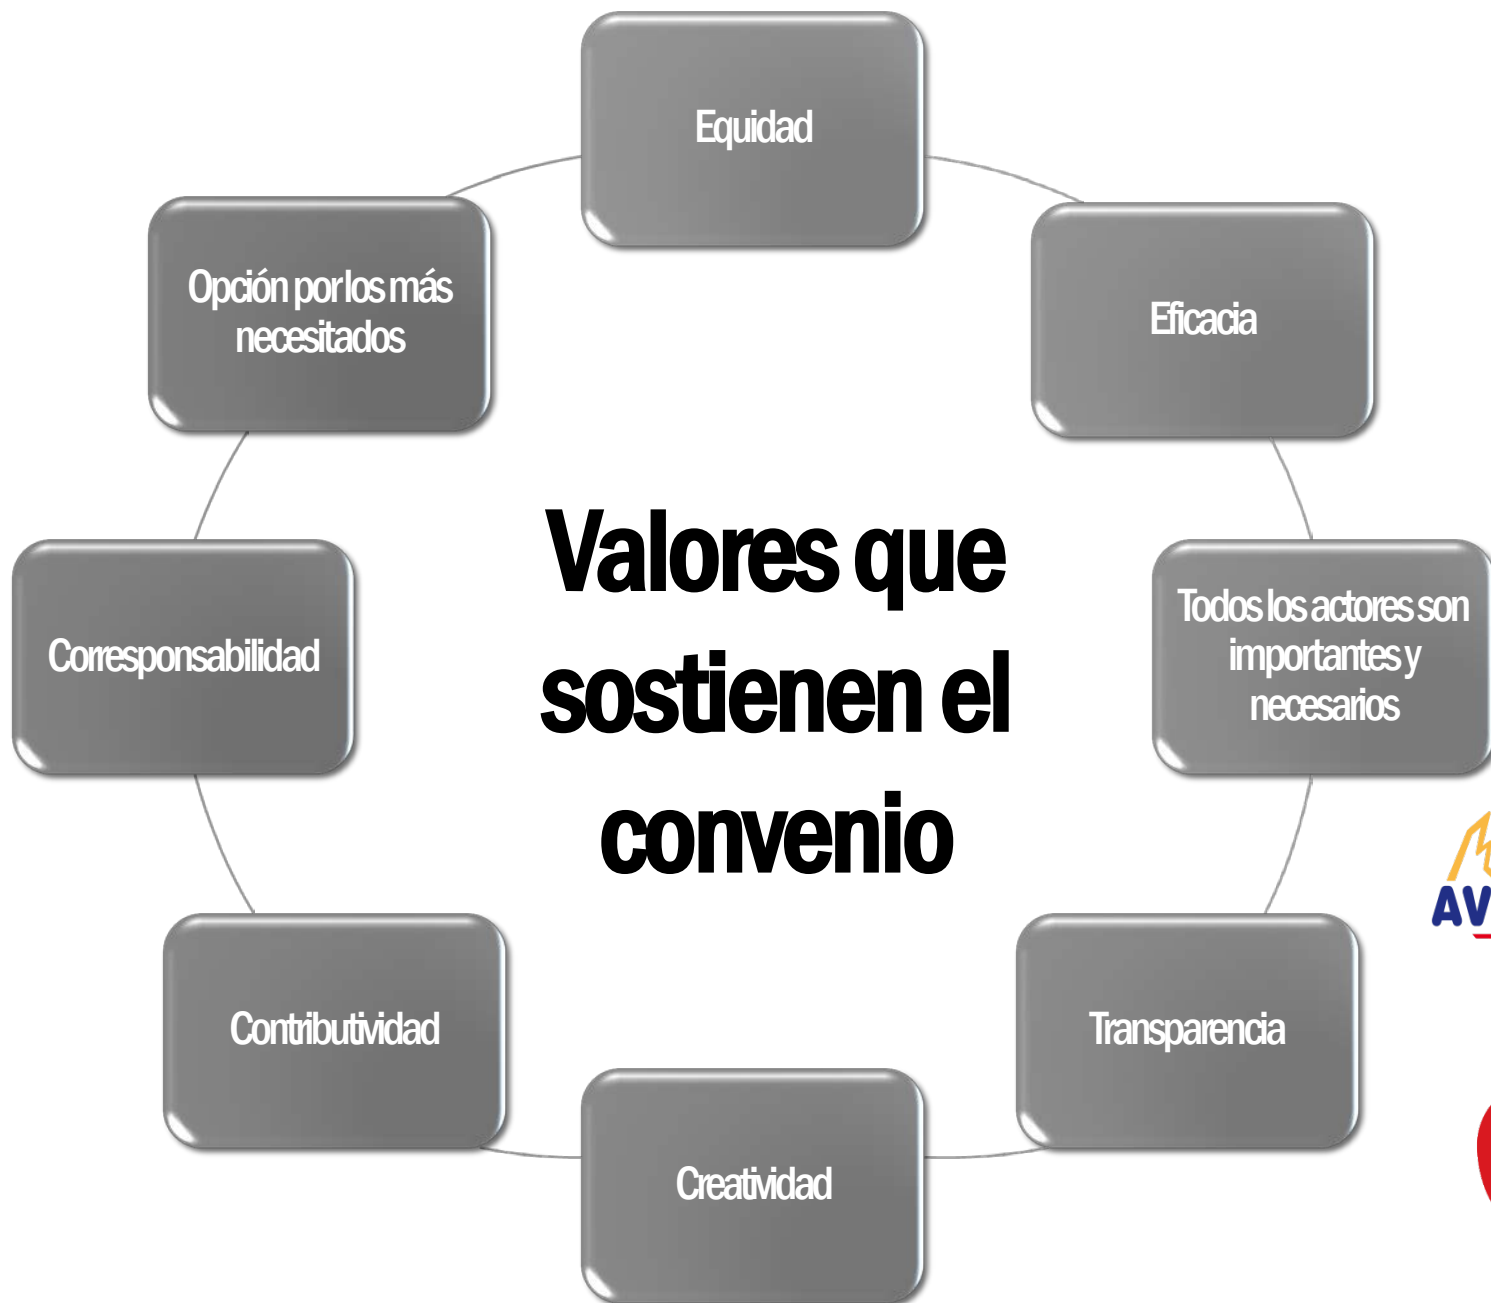 Equidad
Opción por los más
necesitados
Eficacia
Valores que
sostienen el
convenio
Todos los actores son
importantes y
necesarios
Corresponsabilidad
AV
Contributividad
Transparencia
Creatividad